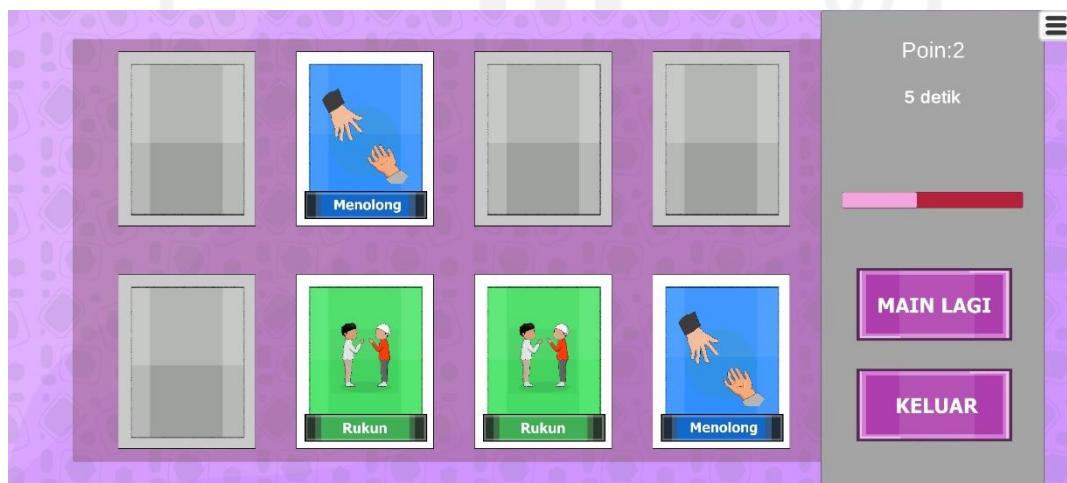 Poin:2
5 detik
Menolong
MAIN LAGI
KELUAR
Rukun
Rukun
Menolong